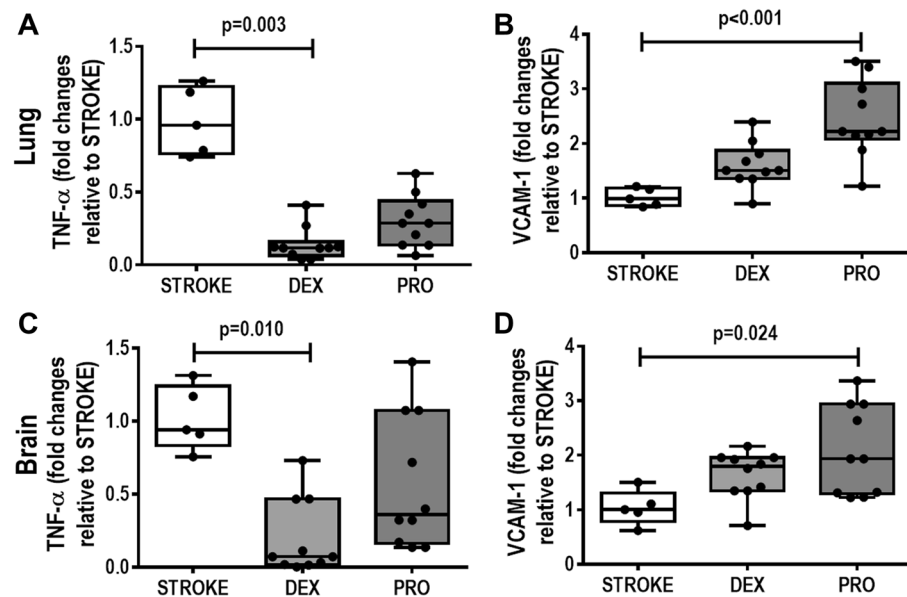 A
p=0.003
Lung
TNF-α (fold changes
relative to STROKE)
1.5
1.0
0.5
0.0
STROKE DEX PRO
B
p<0.001
VCAM-1 (fold changes
relative to STROKE)
4
3
2
1
0
STROKE DEX PRO
C
p=0.010
Brain
TNF-α (fold changes
relative to STROKE)
1.5
1.0
0.5
0.0
STROKE DEX PRO
D
p=0.024
VCAM-1 (fold changes
relative to STROKE)
4
3
2
1
0
STROKE DEX PRO